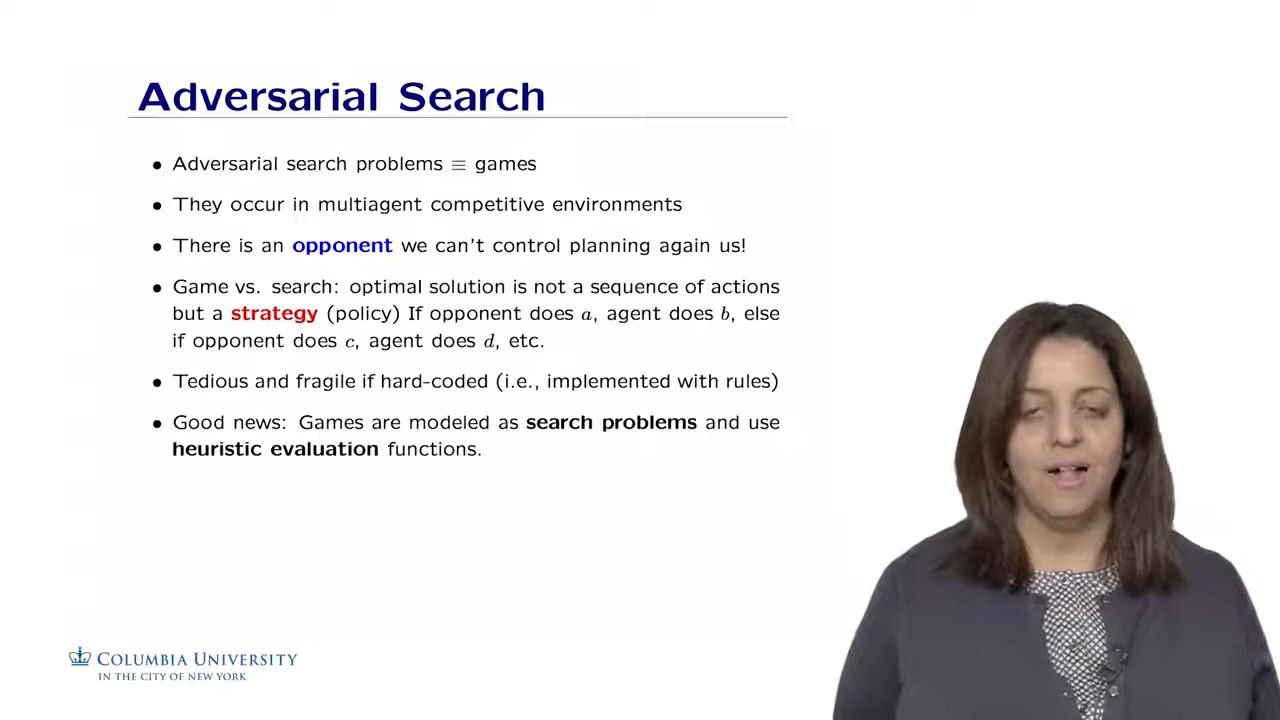 Adversarial Search
• Adversarial search problems ≡ games
• They occur in multiagent competitive environments
• There is an opponent we can't control planning again us!
• Game vs. search: optimal solution is not a sequence of actions
but a strategy (policy) If opponent does a, agent does b, else
if opponent does c, agent does d, etc.
• Tedious and fragile if hard-coded (i.e., implemented with rules)
• Good news: Games are modeled as search problems and use
heuristic evaluation functions.
COLUMBIA UNIVERSITY
IN THE CITY OF NEW YORK